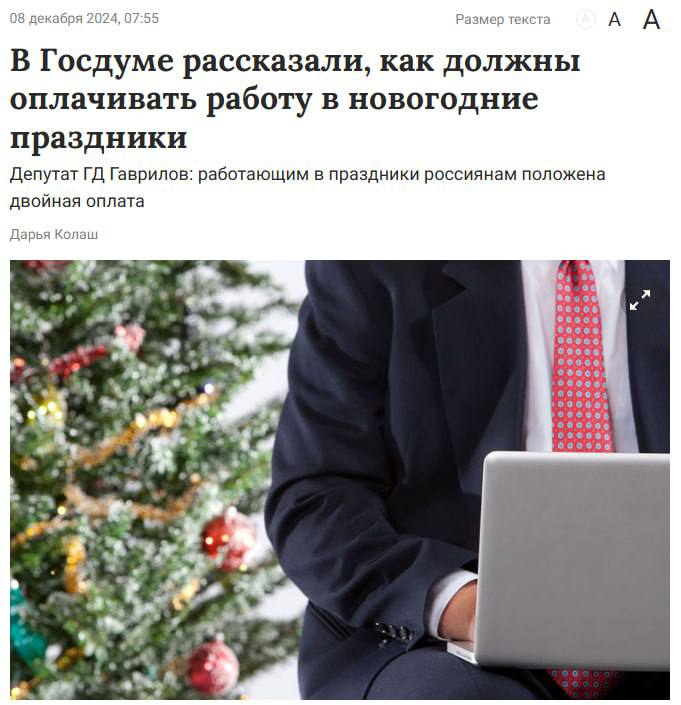 08 декабря 2024, 07:55
Размер текста A A A
В Госдуме рассказали, как должны
оплачивать работу в новогодние
праздники
Депутат ГД Гаврилов: работающим в праздники россиянам положена
двойная оплата
Дарья Колаш